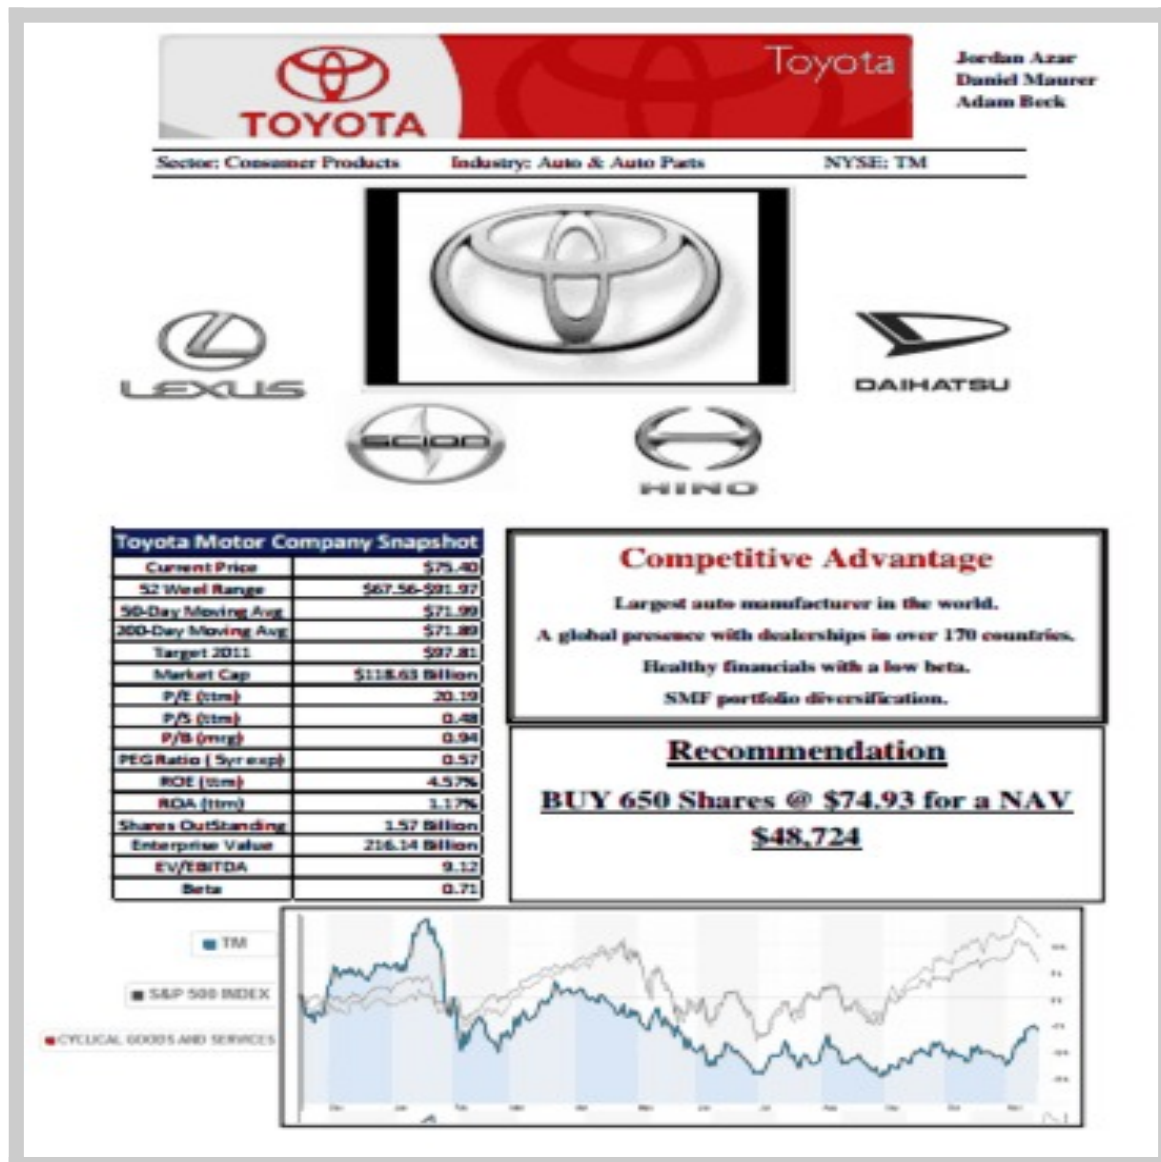 Toyota
TOYOTA
Jordan Azar
Daniel Maurer
Adam Beck
Sector: Consumer Products Industry: Auto & Auto Parts NYSE: TM
LEXUS
DAIHATSU
SCION
HINO
Toyota Motor Company Snapshot
Current Price $75.40
52 Weel Range $67.56-$91.97
50-Day Moving Avg $71.99
200-Day Moving Avg $71.89
Target 2011 $97.81
Market Cap $118.63 Billion
P/E (ttm) 20.19
P/S (ttm) 0.48
P/B (mrg) 0.94
PEG Ratio ( 5yr exp) 0.57
ROE (ttm) 4.57%
ROA (ttm) 1.17%
Shares OutStanding 1.57 Billion
Enterprise Value 216.14 Billion
EV/EBITDA 9.12
Beta 0.71
Competitive Advantage
Largest auto manufacturer in the world.
A global presence with dealerships in over 170 countries.
Healthy financials with a low beta.
SMF portfolio diversification.
Recommendation
BUY 650 Shares @ $74.93 for a NAV
$48,724
TM
S&P 500 INDEX
CYCLICAL GOODS AND SERVICES